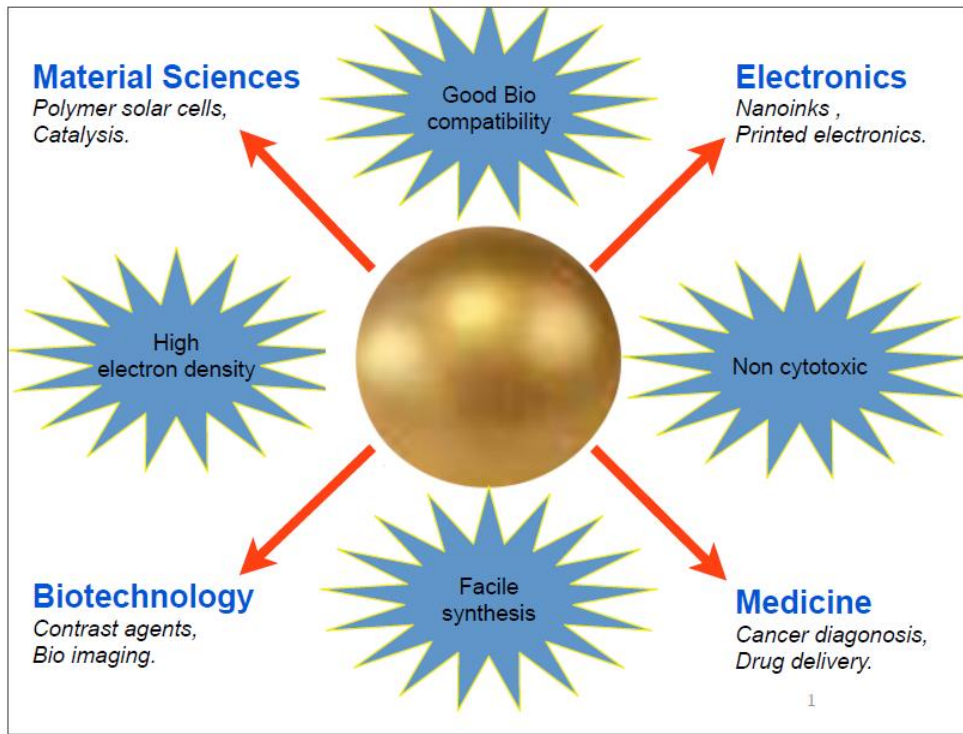 Material Sciences
Polymer solar cells,
Catalysis.
Good Bio
compatibility
Electronics
Nanoinks ,
Printed electronics.
High
electron density
Non cytotoxic
Biotechnology
Contrast agents,
Bio imaging.
Facile
synthesis
Medicine
Cancer diagonosis,
Drug delivery.
1